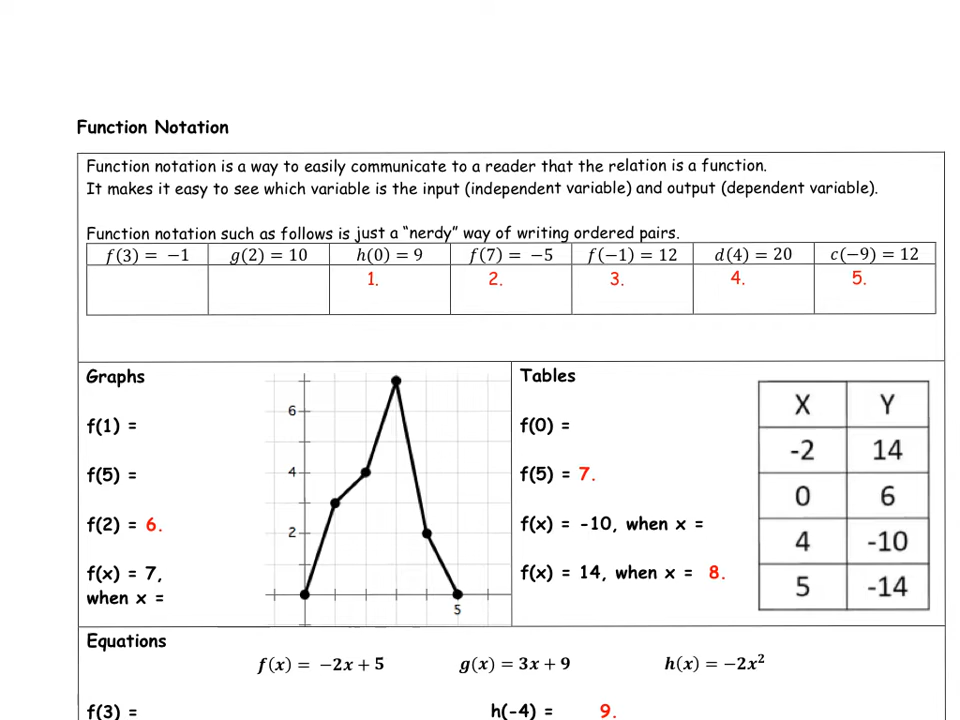 Function Notation
Function notation is a way to easily communicate to a reader that the relation is a function.
It makes it easy to see which variable is the input (independent variable) and output (dependent variable).
Function notation such as follows is just a “nerdy” way of writing ordered pairs.
f(3) = −1 g(2) = 10 h(0) = 9 f(7) = −5 f(−1) = 12 d(4) = 20 c(−9) = 12
1. 2. 3. 4. 5.
Graphs
f(1) =
f(5) =
f(2) = 6.
f(x) = 7,
when x =
6
4
2
5
Tables
f(0) =
f(5) = 7.
f(x) = -10, when x =
f(x) = 14, when x = 8.
X Y
-2 14
0 6
4 -10
5 -14
Equations
f(x) = −2x + 5 g(x) = 3x + 9 h(x) = −2x²
f(3) = h(-4) = 9.